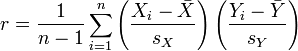 r = \frac{1}{n-1} \sum_{i=1}^{n} \left( \frac{X_i - \bar{X}}{s_X} \right) \left( \frac{Y_i - \bar{Y}}{s_Y} \right)